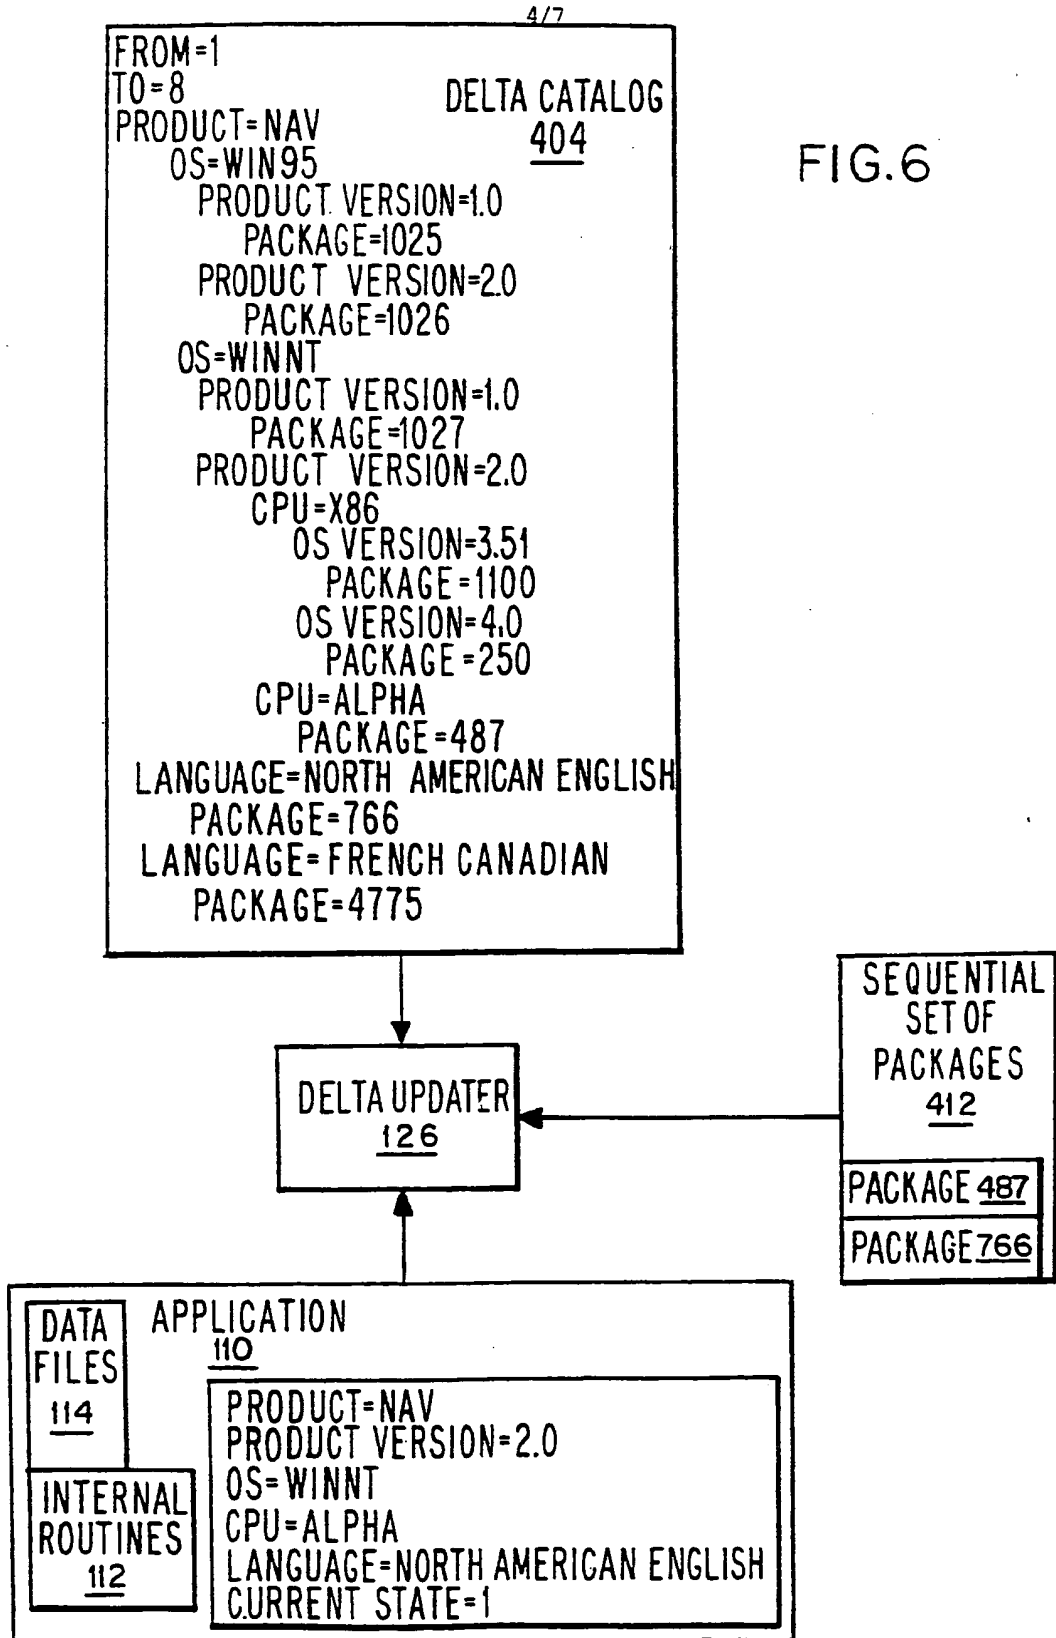 4/7
FROM=1
TO=8
DELTA CATALOG
404
PRODUCT=NAV
OS=WIN95
PRODUCT VERSION=1.0
PACKAGE=1025
PRODUCT VERSION=2.0
PACKAGE=1026
OS=WINNT
PRODUCT VERSION=1.0
PACKAGE=1027
PRODUCT VERSION=2.0
CPU=X86
OS VERSION=3.51
PACKAGE=1100
OS VERSION=4.0
PACKAGE=250
CPU=ALPHA
PACKAGE=487
LANGUAGE=NORTH AMERICAN ENGLISH
PACKAGE=766
LANGUAGE=FRENCH CANADIAN
PACKAGE=4775
FIG.6
DELTA UPDATER
126
SEQUENTIAL
SET OF
PACKAGES
412
PACKAGE 487
PACKAGE 766
DATA
FILES
114
APPLICATION
110
INTERNAL
ROUTINES
112
PRODUCT=NAV
PRODUCT VERSION=2.0
OS=WINNT
CPU=ALPHA
LANGUAGE=NORTH AMERICAN ENGLISH
CURRENT STATE=1